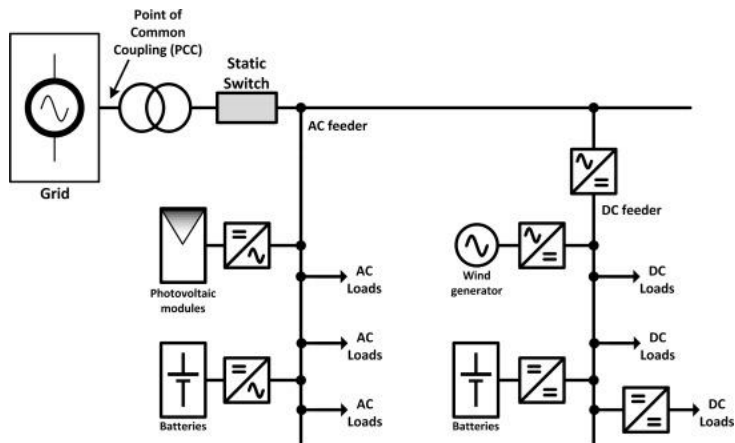 Point of
Common
Coupling (PCC)
Static
Switch
Grid
AC feeder
DC feeder
Photovoltaic
modules
AC
Loads
Wind
generator
DC
Loads
AC
Loads
DC
Loads
Batteries
AC
Loads
Batteries
DC
Loads